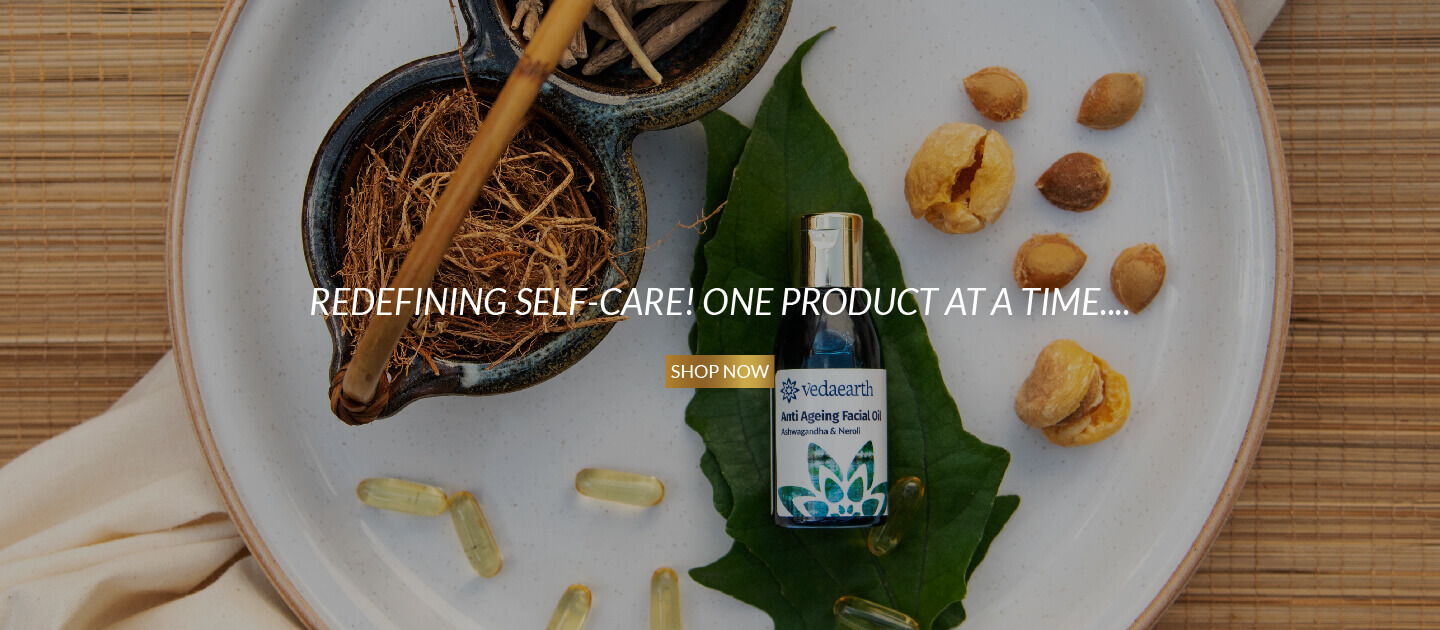 REDEFINING SELF-CARE! ONE PRODUCT AT A TIME....
SHOP NOW
vedaearth
Anti Ageing Facial Oil
Ashwagandha & Neroli